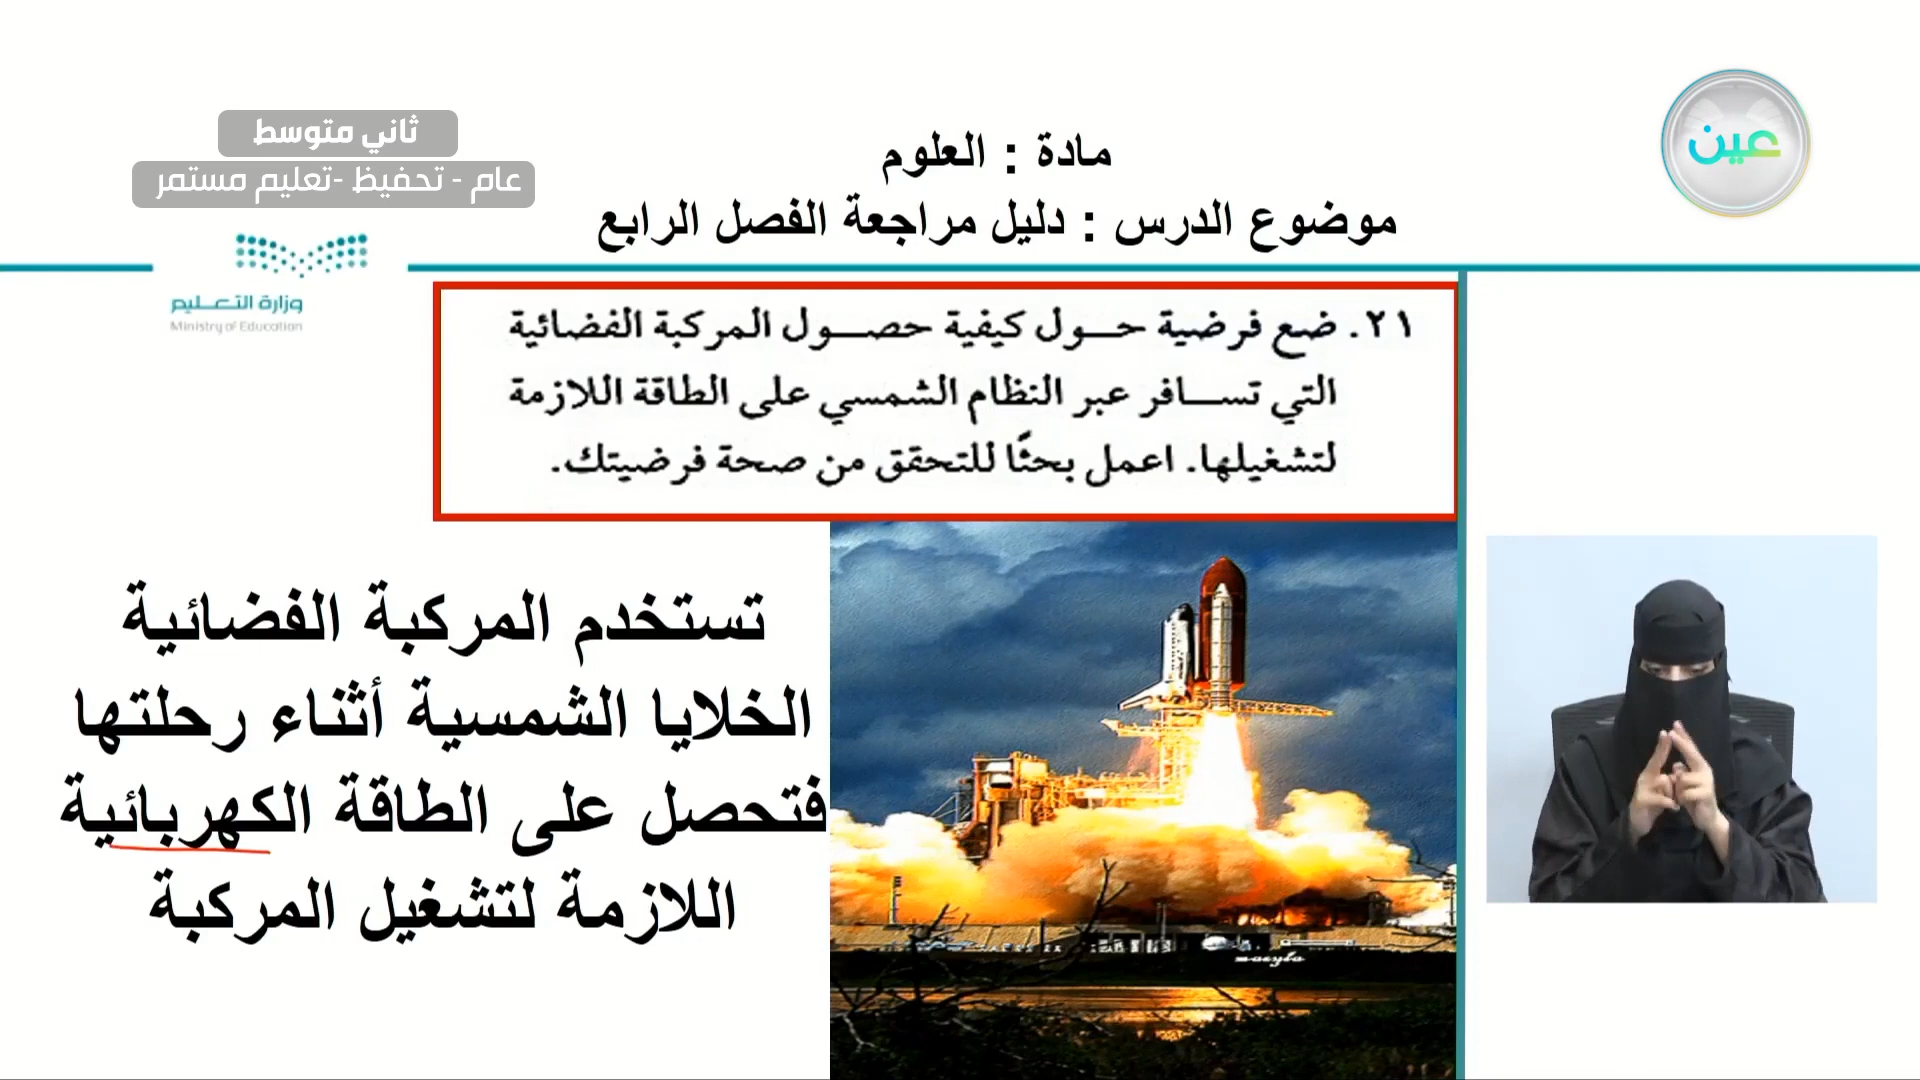 ثاني متوسط
عام - تحفيظ -تعليم مستمر
مادة : العلوم
موضوع الدرس : دليل مراجعة الفصل الرابع
عين
وزارة التعليم
Ministry of Education
٢١. ضع فرضية حول كيفية حصول المركبة الفضائية
التي تسافر عبر النظام الشمسي على الطاقة اللازمة
لتشغيلها. اعمل بحثًا للتحقق من صحة فرضيتك.
تستخدم المركبة الفضائية
الخلايا الشمسية أثناء رحلتها
فتحصل على الطاقة الكهربائية
اللازمة لتشغيل المركبة